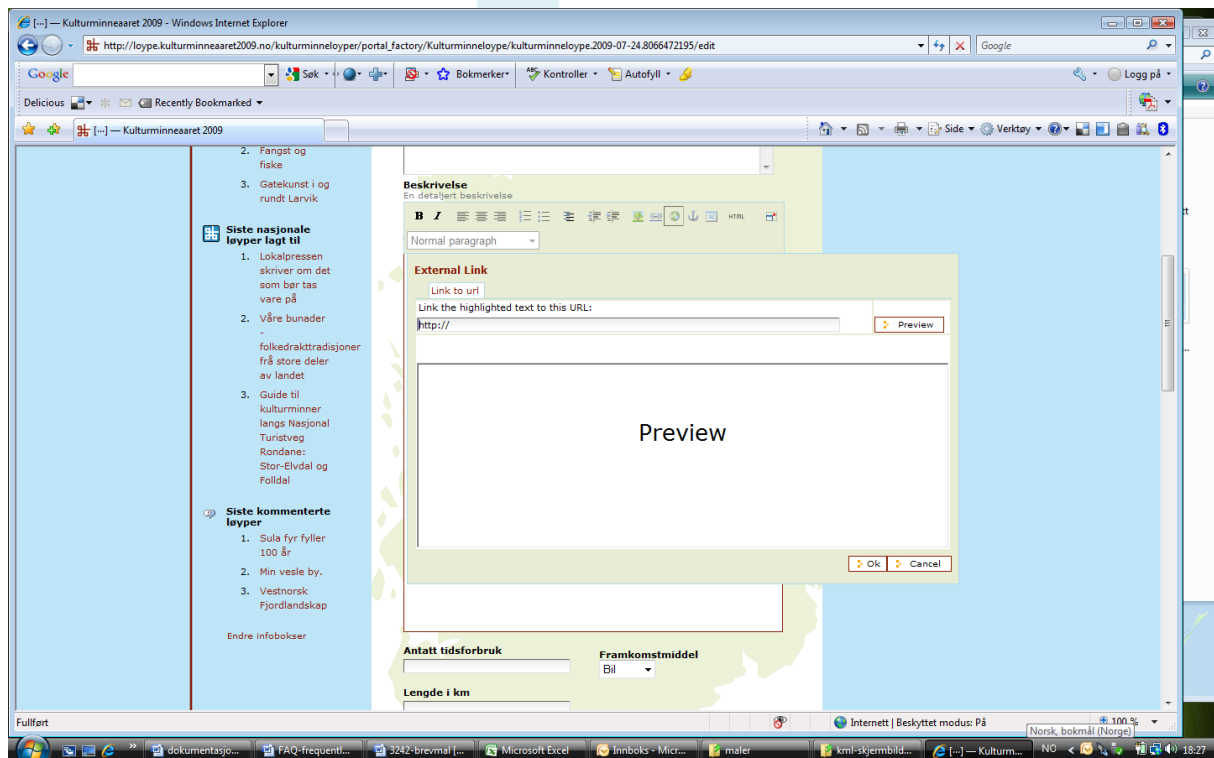 [...] — Kulturminneaaret 2009 - Windows Internet Explorer
http://loype.kulturminneaaret2009.no/kulturminneloyper/portal_factory/Kulturminneloype/kulturminneloype.2009-07-24.8066472195/edit
Google
Google
Søk
Bokmerker
Kontroller
Autofyll
Logg på
Delicious
Recently Bookmarked
[...] — Kulturminneaaret 2009
Side
Verktøy
2. Fangst og
fiske
3. Gatekunst i og
rundt Larvik
Siste nasjonale
løyper lagt til
1. Lokalpressen
skriver om det
som bør tas
vare på
2. Våre bunader
-
folkedrakttradisjoner
frå store deler
av landet
3. Guide til
kulturminner
langs Nasjonal
Turistveg
Rondane:
Stor-Elvdal og
Folldal
Siste kommenterte
løyper
1. Sula fyr fyller
100 år
2. Min vesle by.
3. Vestnorsk
Fjordlandskap
Endre infobokser
Beskrivelse
En detaljert beskrivelse
B I
HTML
Normal paragraph
External Link
Link to url
Link the highlighted text to this URL:
http://
Preview
Preview
Ok
Cancel
Antatt tidsforbruk
Framkomstmiddel
Bil
Lengde i km
Fullført
Internett | Beskyttet modus: På
100 %
Norsk, bokmål (Norge)
dokumentasjo...
FAQ-frequentl...
3242-brevmal [...
Microsoft Excel
Innboks - Micr...
maler
kml-skjermbild...
[...] — Kulturm...
NO
18:27